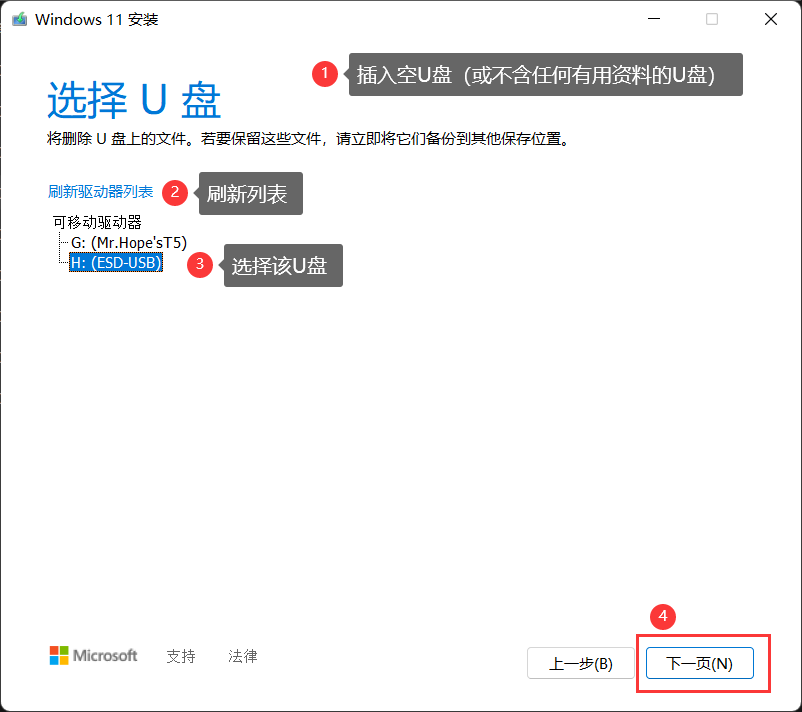 Windows 11 安装
1 插入空U盘（或不含任何有用资料的U盘）
选择 U 盘
将删除 U 盘上的文件。若要保留这些文件，请立即将它们备份到其他保存位置。
刷新驱动器列表 2 刷新列表
可移动驱动器
G: (Mr.Hope'sT5)
H: (ESD-USB) 3 选择该U盘
4
Microsoft 支持 法律 上一步(B) 下一页(N)